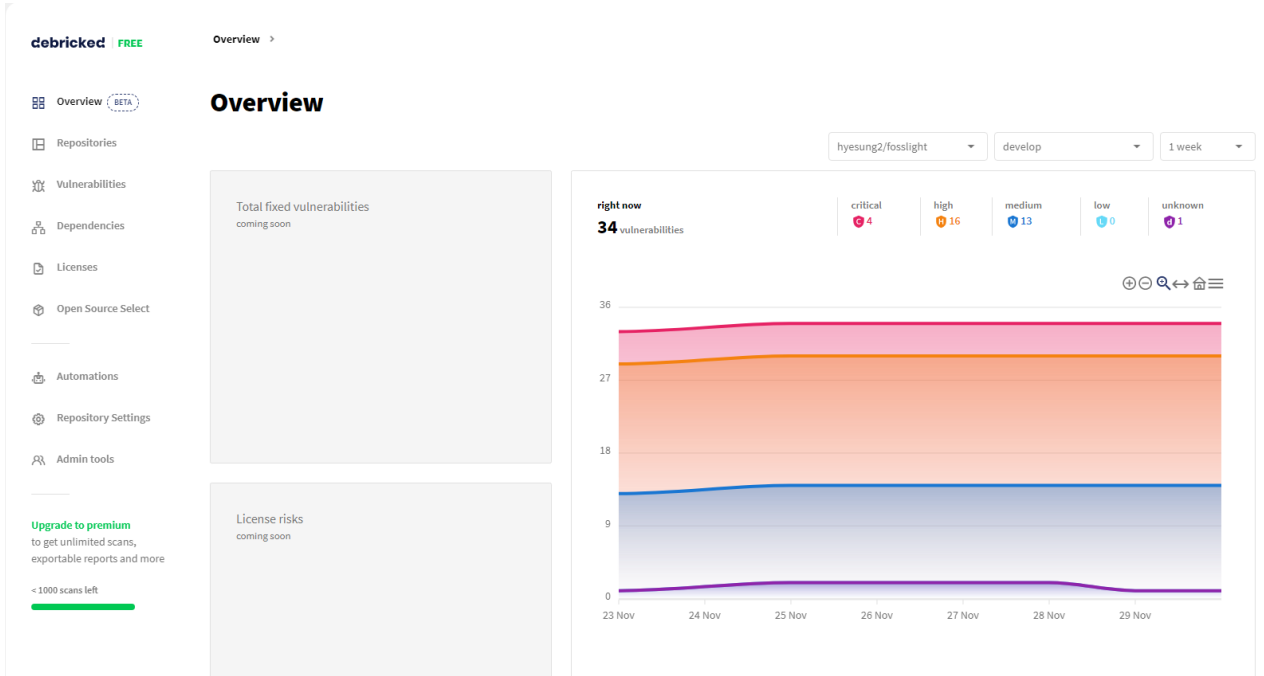 debricked FREE
Overview >
Overview BETA
Repositories
Vulnerabilities
Dependencies
Licenses
Open Source Select
Automations
Repository Settings
Admin tools
Upgrade to premium
to get unlimited scans,
exportable reports and more
< 1000 scans left
Overview
hyesung2/fosslight
develop
1 week
Total fixed vulnerabilities
coming soon
License risks
coming soon
right now
34 vulnerabilities
critical
C 4
high
H 16
medium
M 13
low
L 0
unknown
d 1
36
27
18
9
0
23 Nov 24 Nov 25 Nov 26 Nov 27 Nov 28 Nov 29 Nov